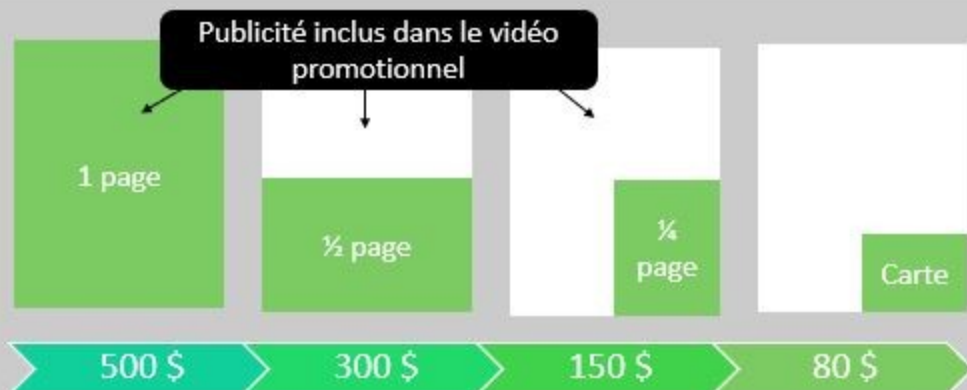 Publicité inclus dans le vidéo
promotionnel
1 page
½ page
¼
page
Carte
500 $
300 $
150 $
80 $